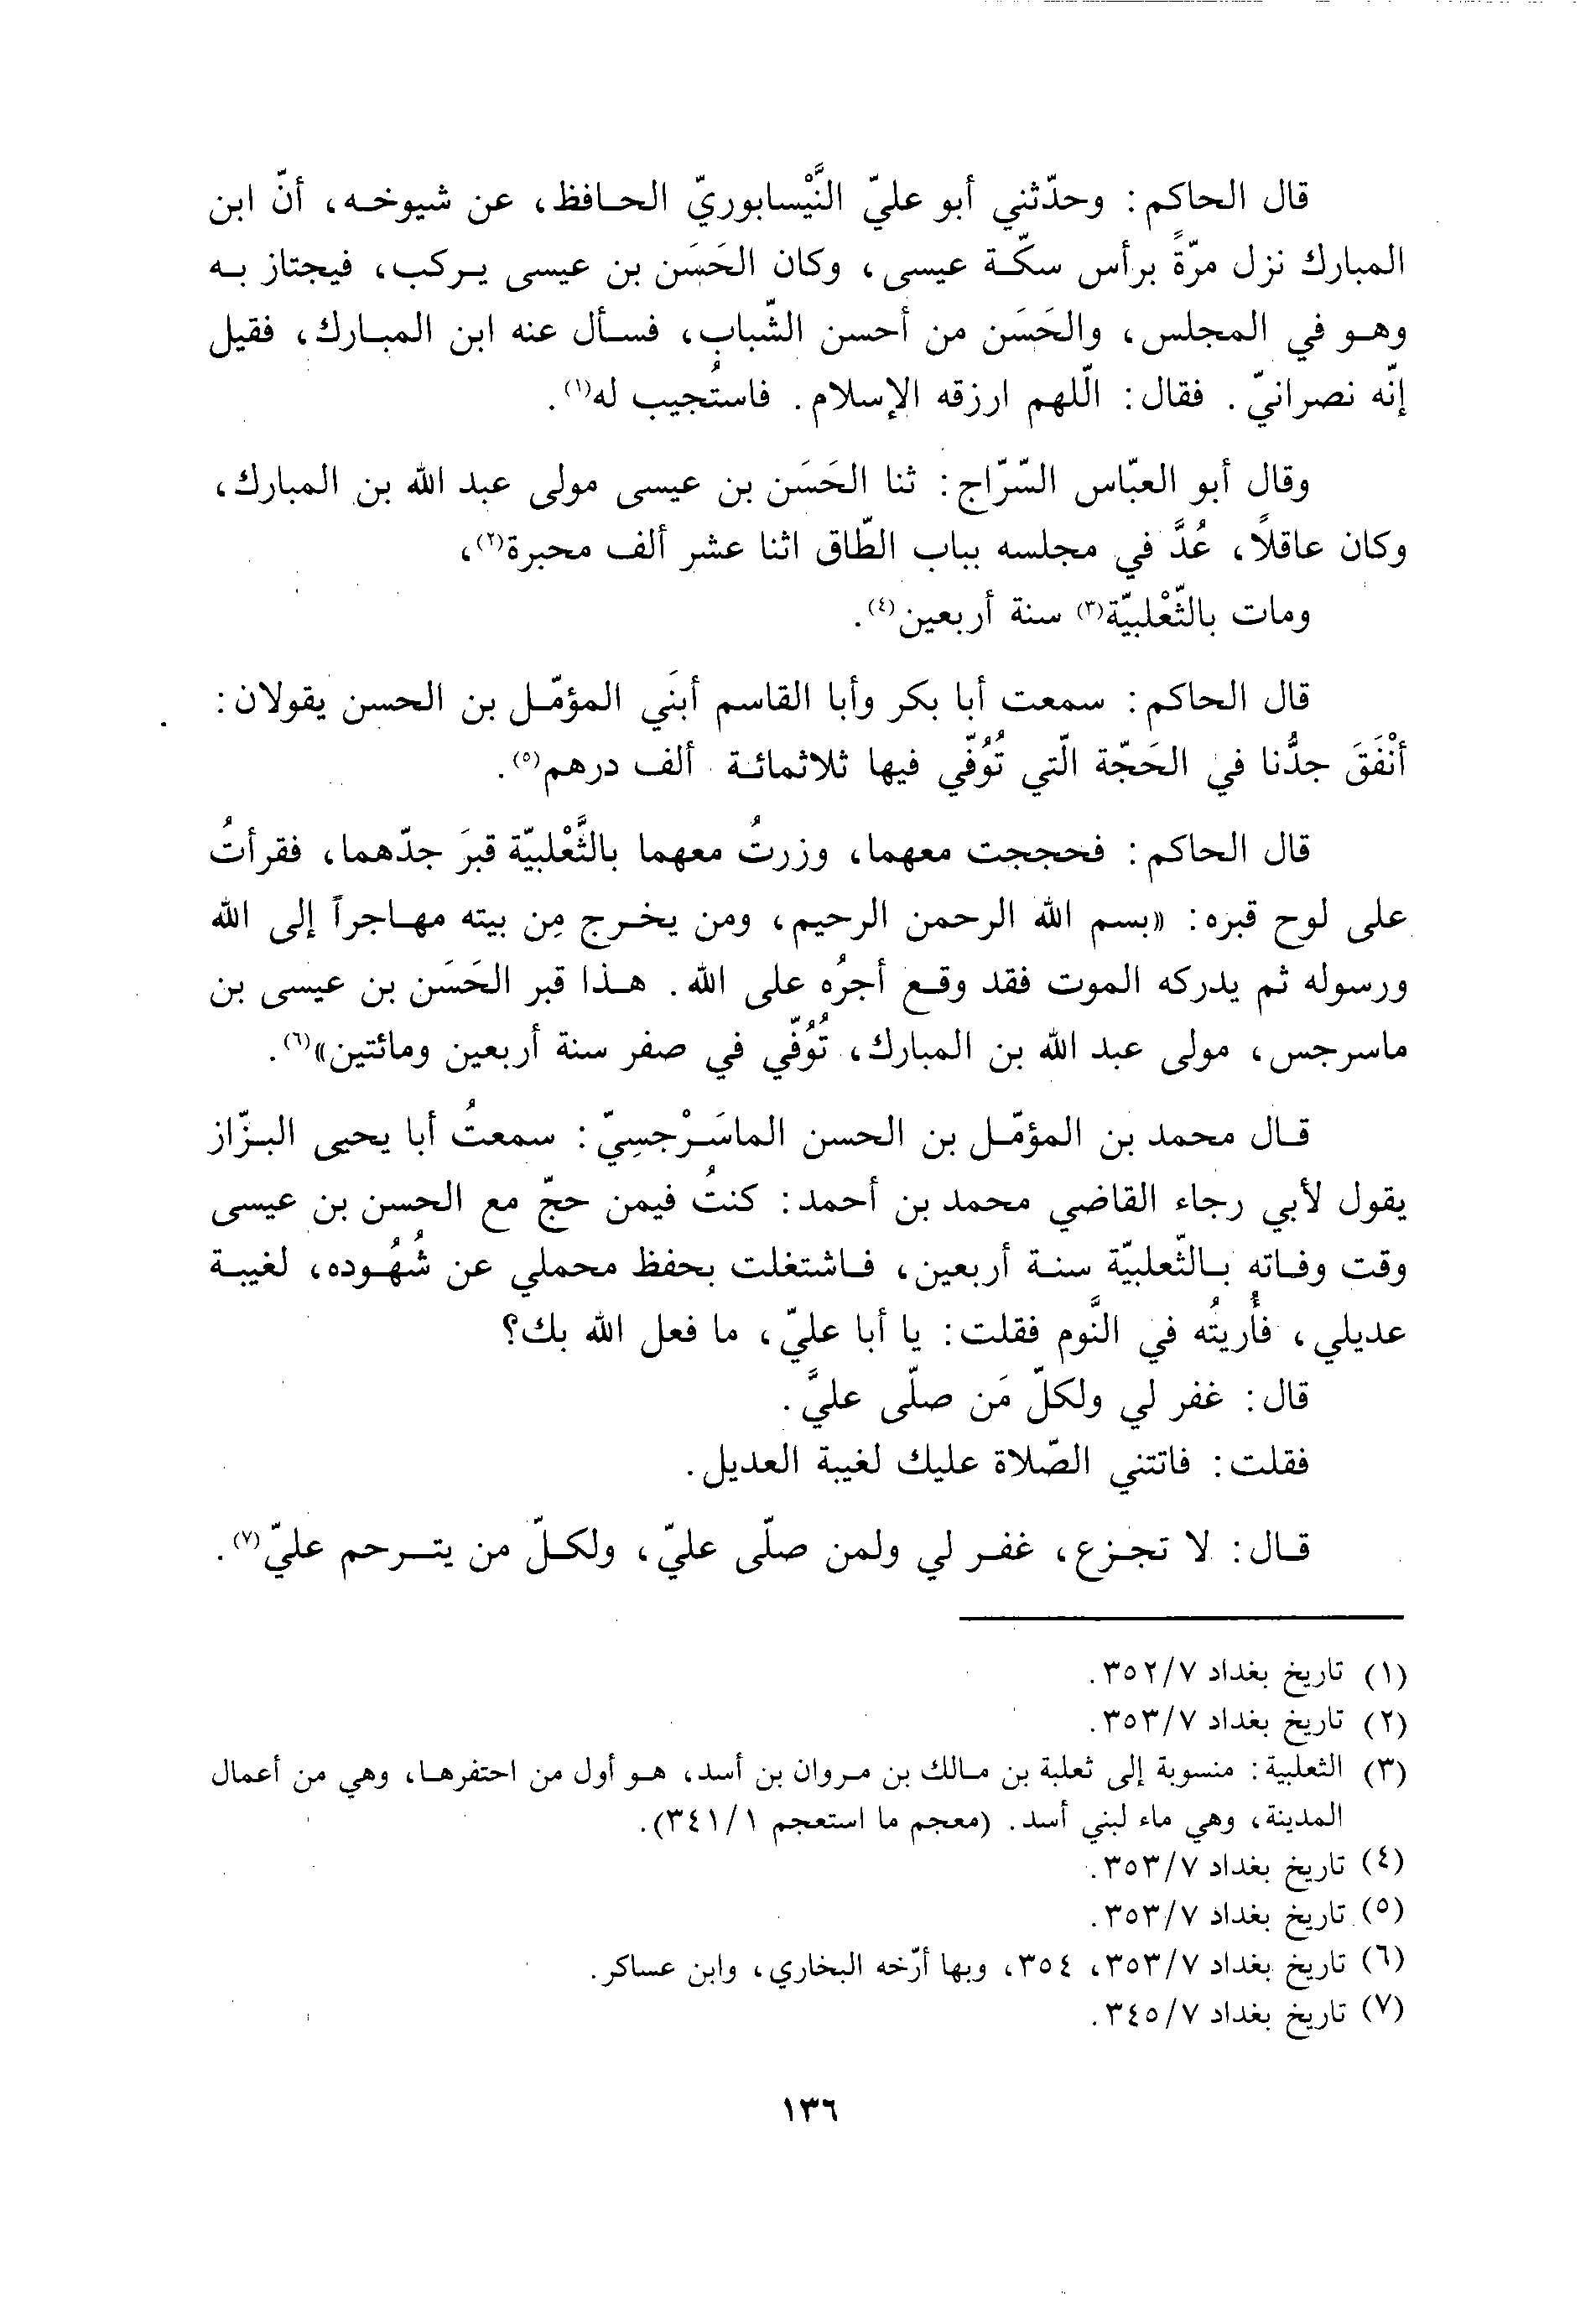 قال الحاكم: وحدّثني أبو عليّ النَّيْسابوريّ الحافظ، عن شيوخه، أنّ ابن
المبارك نزل مرّةً برأس سكّة عيسى، وكان الحَسَن بن عيسى يركب، فيجتاز به
وهو في المجلس، والحَسَن من أحسن الشّباب، فسأل عنه ابن المبارك، فقيل
إنّه نصرانيّ. فقال: الّلهم ارزقه الإسلام. فاستُجيب له(١).
وقال أبو العبّاس السّرّاج: ثنا الحَسَن بن عيسى مولى عبد الله بن المبارك،
وكان عاقلاً، عُدَّ في مجلسه بباب الطّاق اثنا عشر ألف محبرة(٢)،
ومات بالثّعْلبيّة(٣) سنة أربعين(٤).
قال الحاكم: سمعت أبا بكر وأبا القاسم أبنَي المؤمّل بن الحسن يقولان:
أنْفَقَ جدُّنا في الحَجّة الّتي تُوُفّي فيها ثلاثمائة ألف درهم(٥).
قال الحاكم: فحججت معهما، وزرتُ معهما بالثَّعْلبيّة قبرَ جدّهما، فقرأتُ
على لوح قبره: «بسم الله الرحمن الرحيم، ومن يخرج مِن بيته مهاجراً إلى الله
ورسوله ثم يدركه الموت فقد وقع أجرُه على الله. هذا قبر الحَسَن بن عيسى بن
ماسرجس، مولى عبد الله بن المبارك، تُوُفّي في صفر سنة أربعين ومائتين»(٦).
قال محمد بن المؤمّل بن الحسن الماسَرْجسِيّ: سمعتُ أبا يحيى البزّاز
يقول لأبي رجاء القاضي محمد بن أحمد: كنتُ فيمن حجّ مع الحسن بن عيسى
وقت وفاته بالثّعلبيّة سنة أربعين، فاشتغلت بحفظ محملي عن شُهُوده، لغيبة
عديلي، فأُريتُه في النَّوم فقلت: يا أبا عليّ، ما فعل الله بك؟
قال: غفر لي ولكلّ مَن صلّى عليَّ.
فقلت: فاتتني الصّلاة عليك لغيبة العديل.
قال: لا تجزع، غفر لي ولمن صلّى عليّ، ولكلّ من يترحم عليّ(٧).
(١) تاريخ بغداد ٣٥٢/٧.
(٢) تاريخ بغداد ٣٥٣/٧.
(٣) الثعلبية: منسوبة إلى ثعلبة بن مالك بن مروان بن أسد، هو أول من احتفرها، وهي من أعمال
المدينة، وهي ماء لبني أسد. (معجم ما استعجم ٣٤١/١).
(٤) تاريخ بغداد ٣٥٣/٧.
(٥) تاريخ بغداد ٣٥٣/٧.
(٦) تاريخ بغداد ٣٥٣/٧، ٣٥٤، وبها أرّخه البخاري، وابن عساكر.
(٧) تاريخ بغداد ٣٤٥/٧.
١٣٦